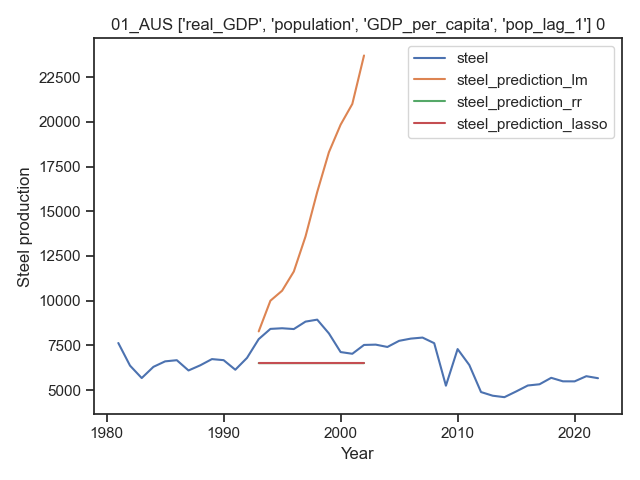 01_AUS ['real_GDP', 'population', 'GDP_per_capita', 'pop_lag_1'] 0
steel
steel_prediction_lm
steel_prediction_rr
steel_prediction_lasso
Steel production
22500
20000
17500
15000
12500
10000
7500
5000
1980 1990 2000 2010 2020
Year